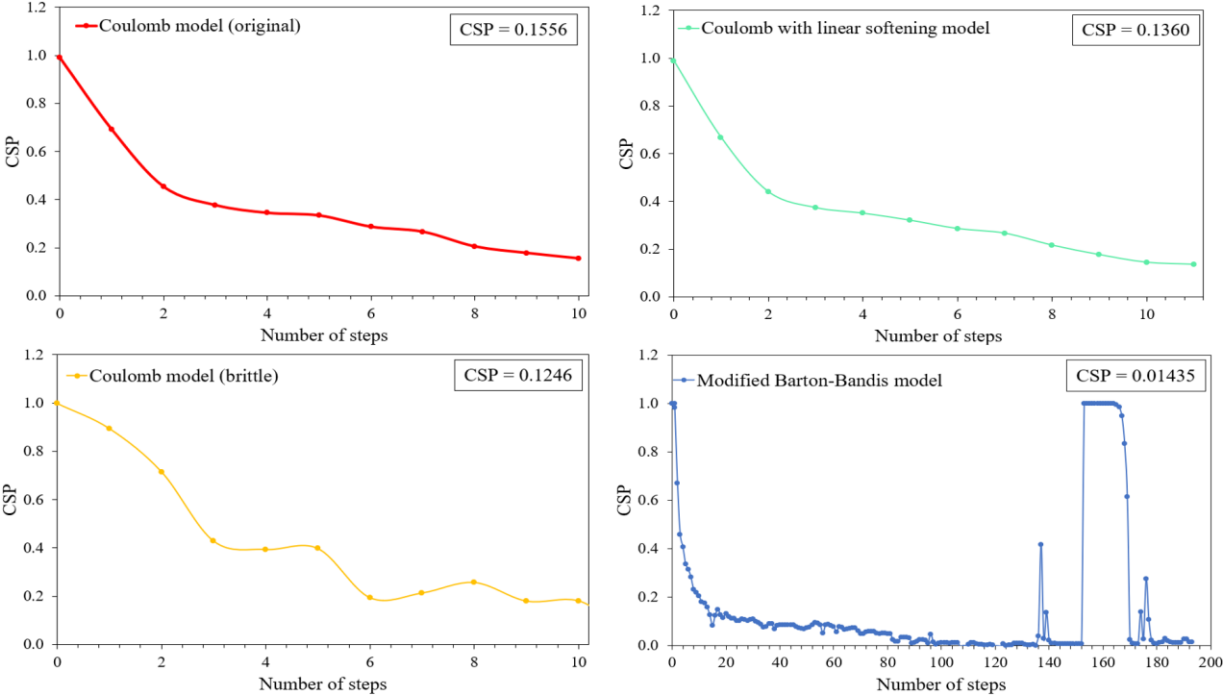 Coulomb model (original)
CSP = 0.1556
1.2
1.0
0.8
0.6
0.4
0.2
0.0
CSP
0 2 4 6 8 10
Number of steps
Coulomb with linear softening model
CSP = 0.1360
1.2
1.0
0.8
0.6
0.4
0.2
0.0
CSP
0 2 4 6 8 10
Number of steps
Coulomb model (brittle)
CSP = 0.1246
1.2
1.0
0.8
0.6
0.4
0.2
0.0
CSP
0 2 4 6 8 10
Number of steps
Modified Barton-Bandis model
CSP = 0.01435
1.2
1.0
0.8
0.6
0.4
0.2
0.0
CSP
0 20 40 60 80 100 120 140 160 180 200
Number of steps